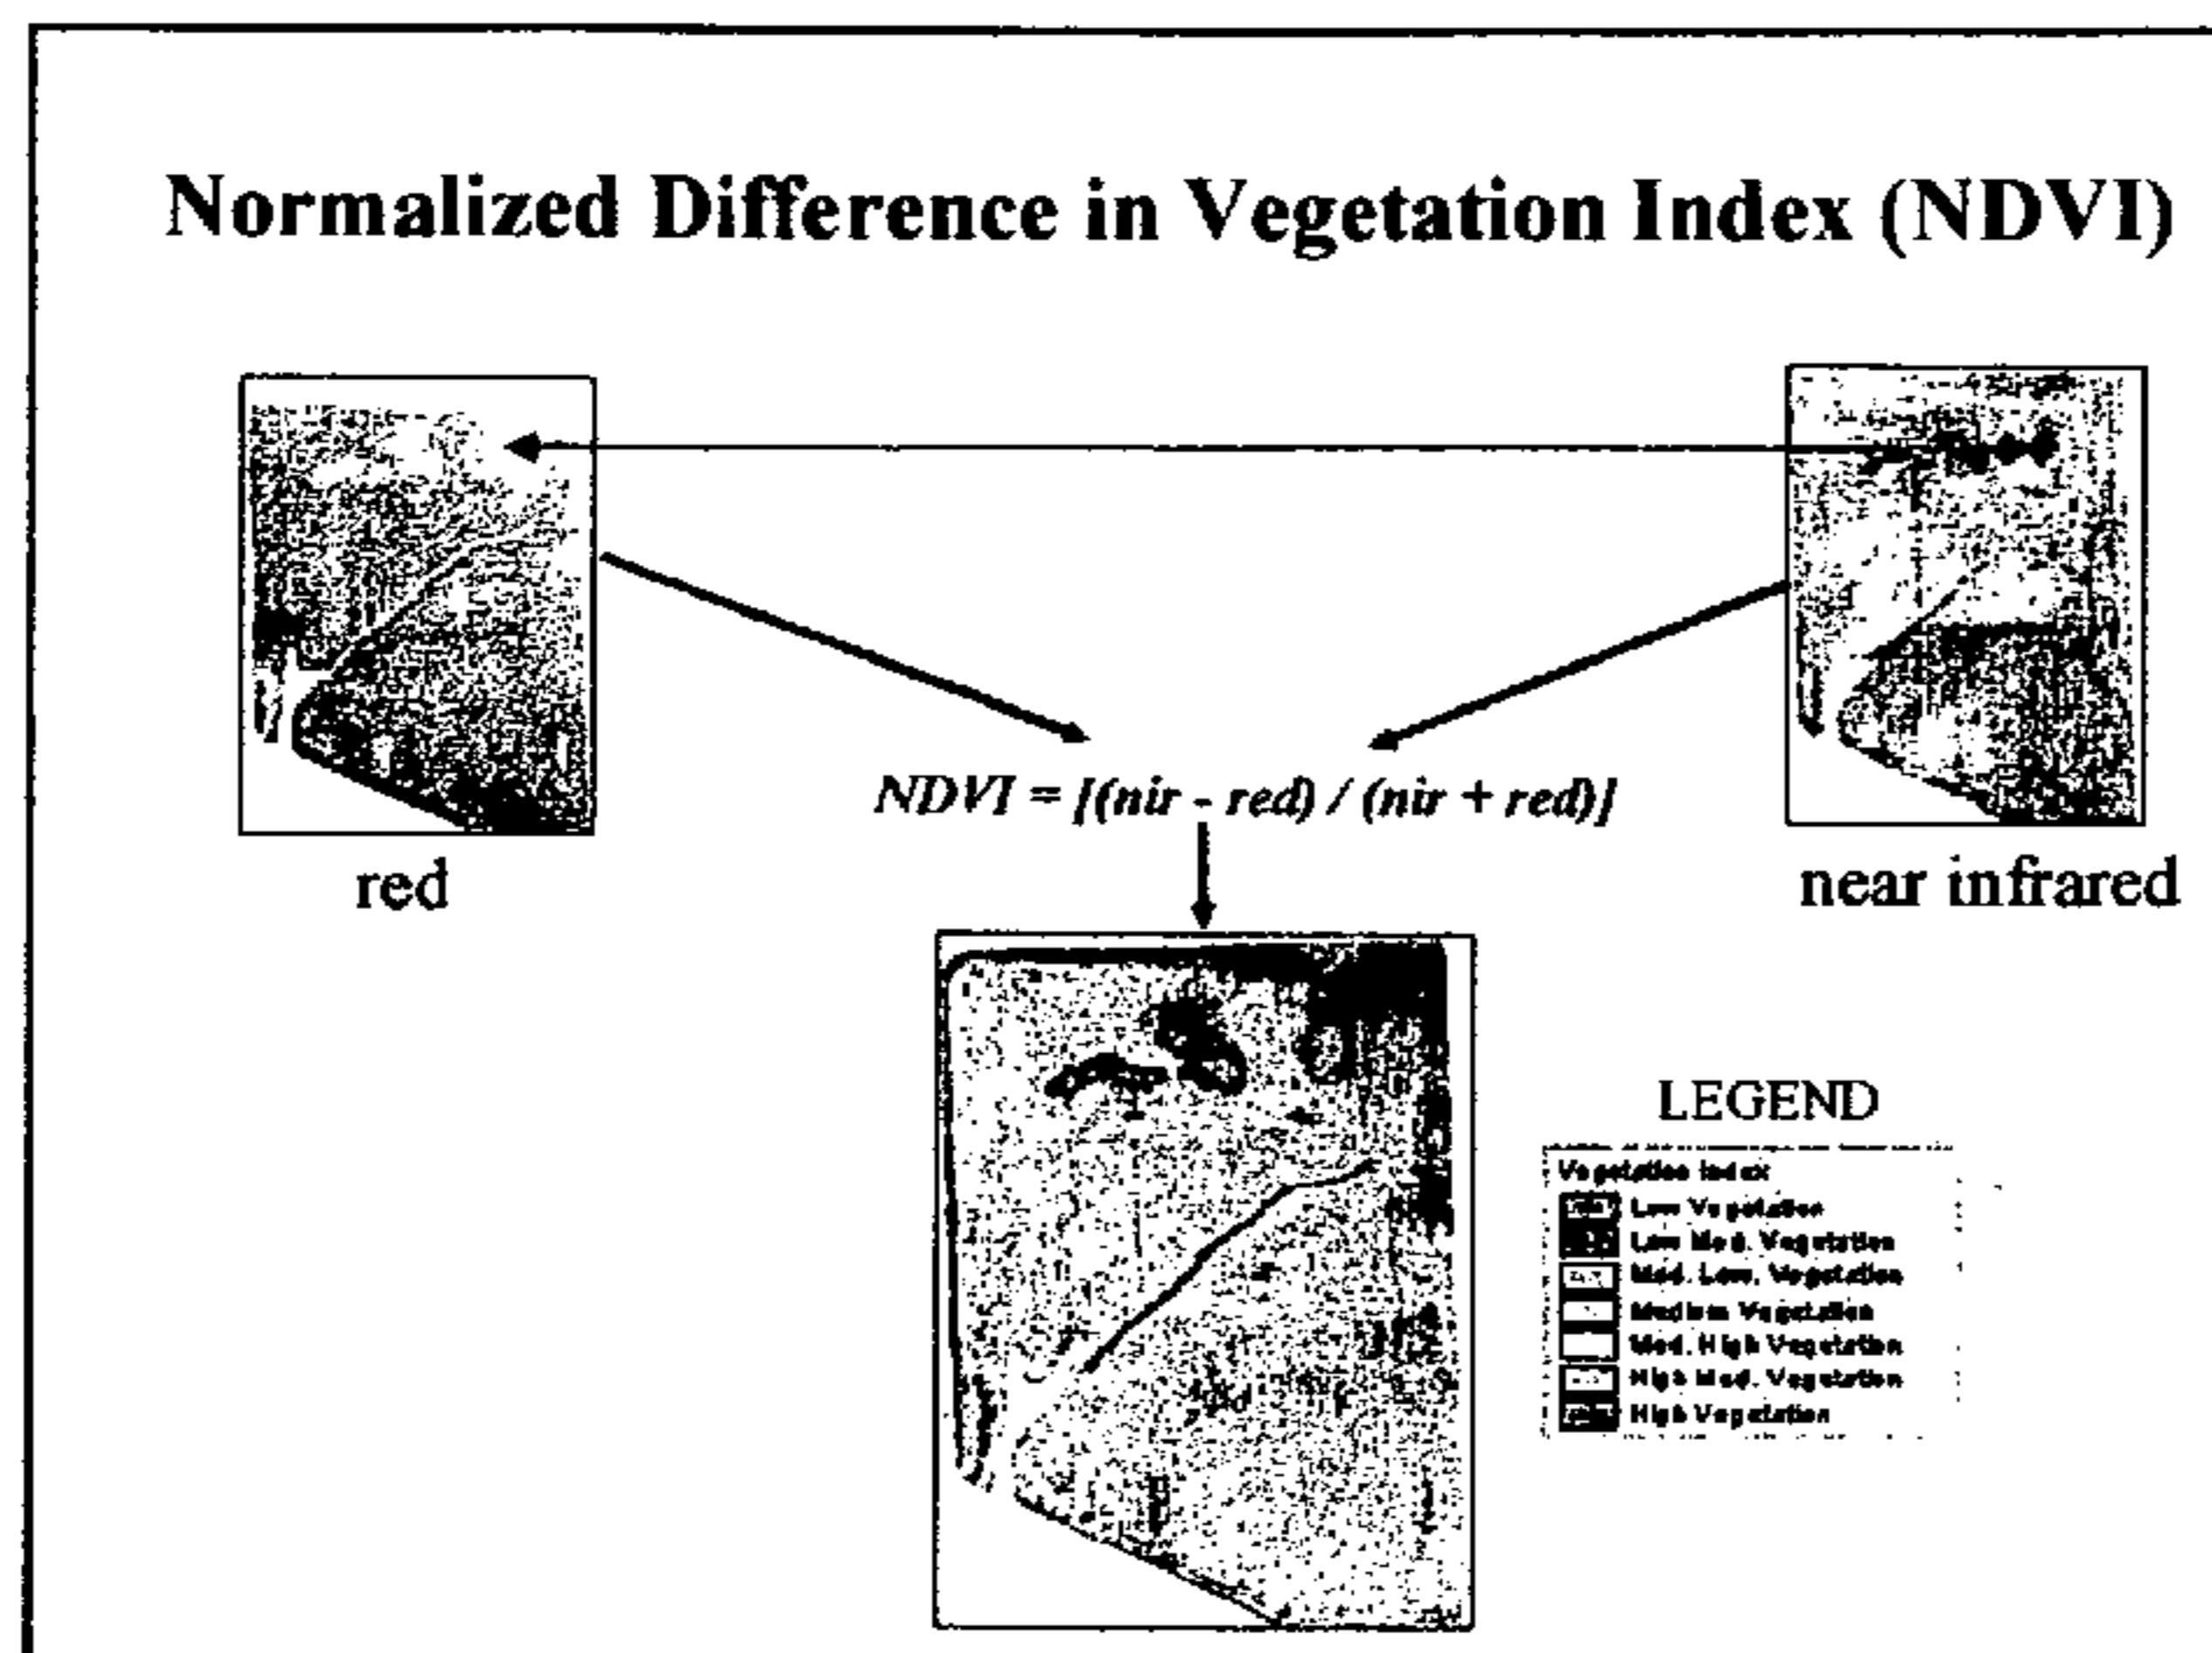 Normalized Difference in Vegetation Index (NDVI)
NDVI = [(nir - red) / (nir + red)]
red
near infrared
LEGEND
Vegetation index
Low Vegetation
Low Med. Vegetation
Med. Low. Vegetation
Medium Vegetation
Med. High Vegetation
High Med. Vegetation
High Vegetation